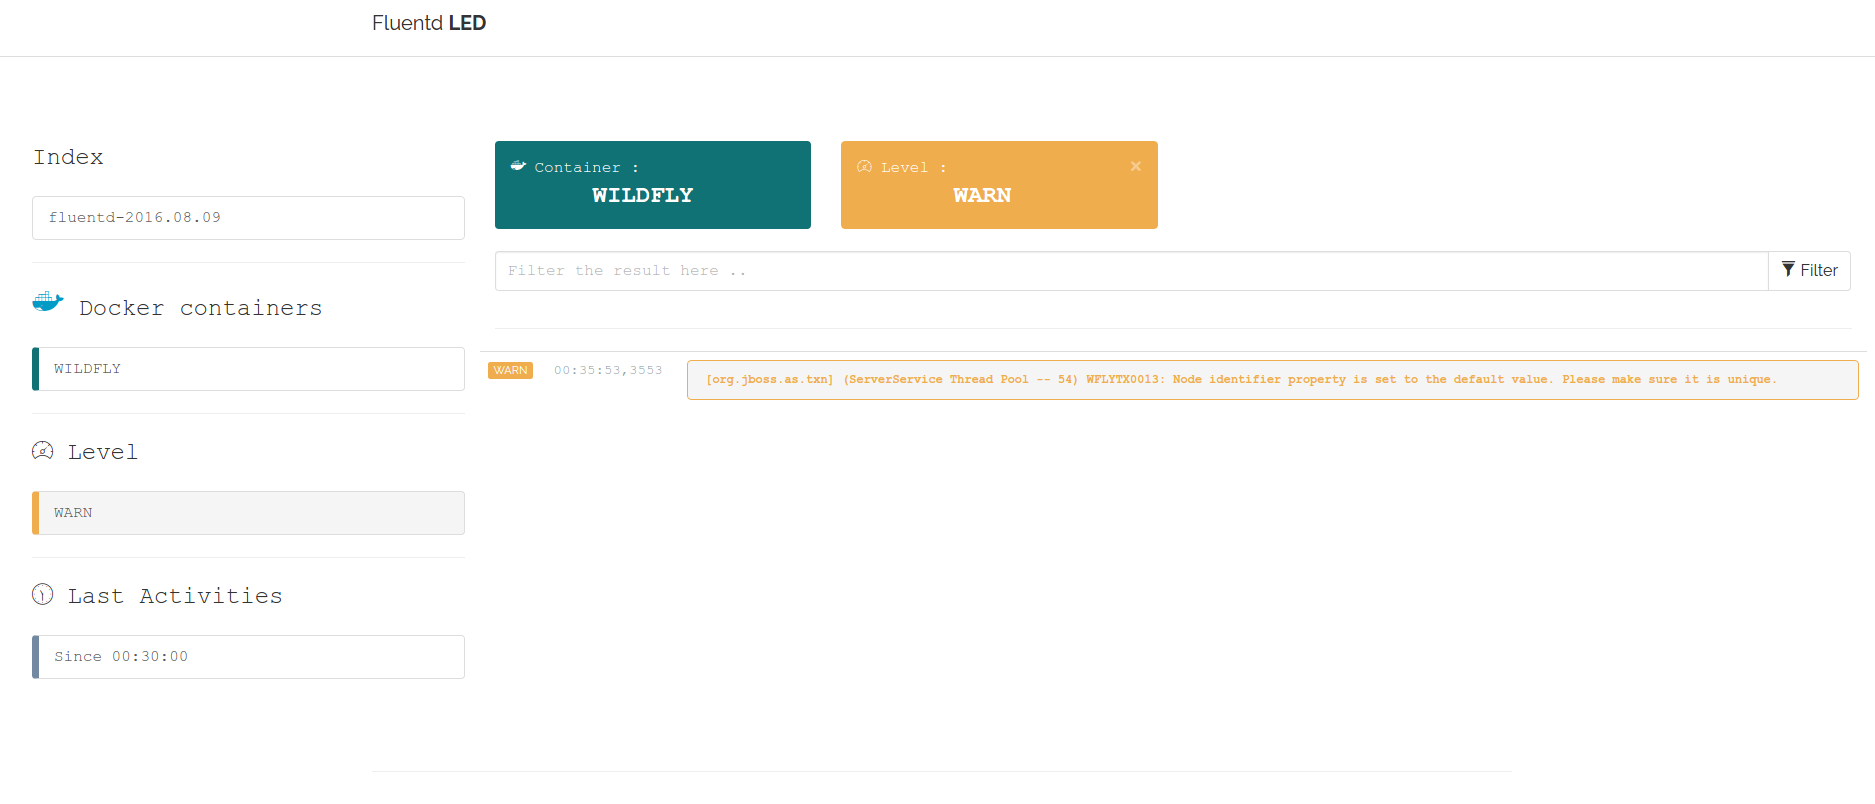 Fluentd LED
Index
fluentd-2016.08.09
Docker containers
WILDFLY
Level
WARN
Last Activities
Since 00:30:00
Container :
WILDFLY
Level :
WARN
×
Filter the result here ..
Filter
WARN 00:35:53,3553 [org.jboss.as.txn] (ServerService Thread Pool -- 54) WFLYTX0013: Node identifier property is set to the default value. Please make sure it is unique.